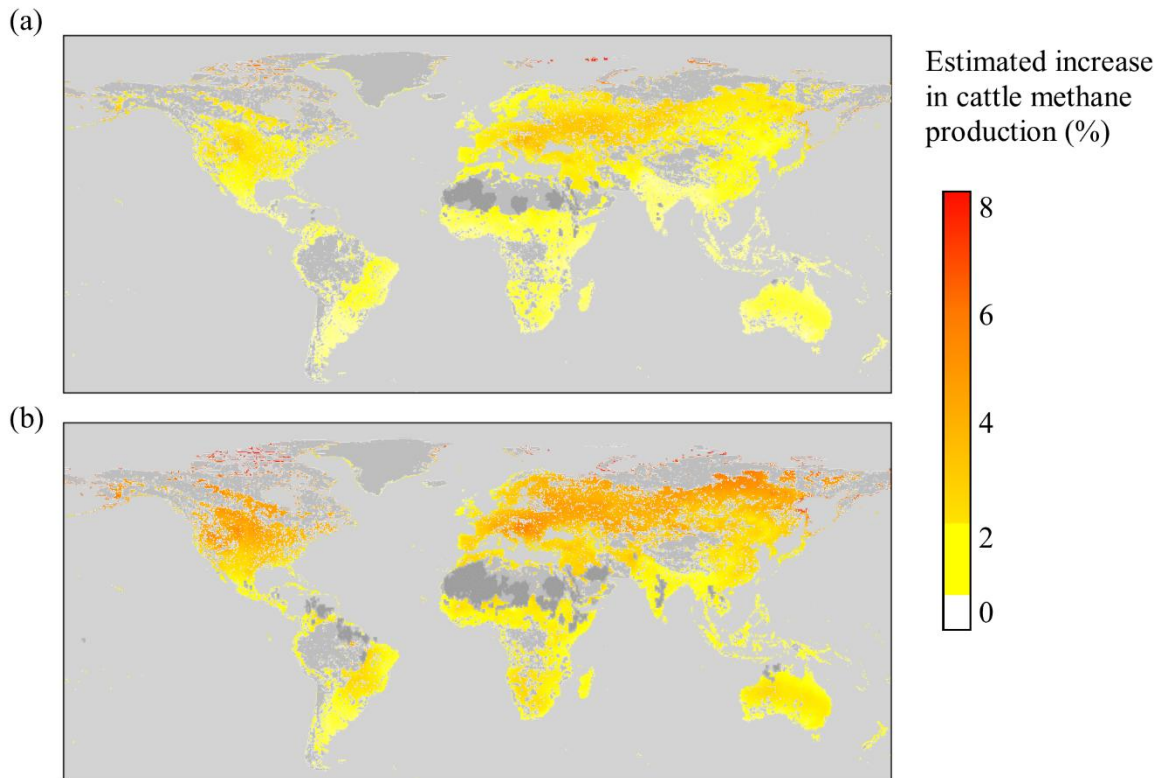 (a)
Estimated increase
in cattle methane
production (%)
8
6
4
2
0
(b)